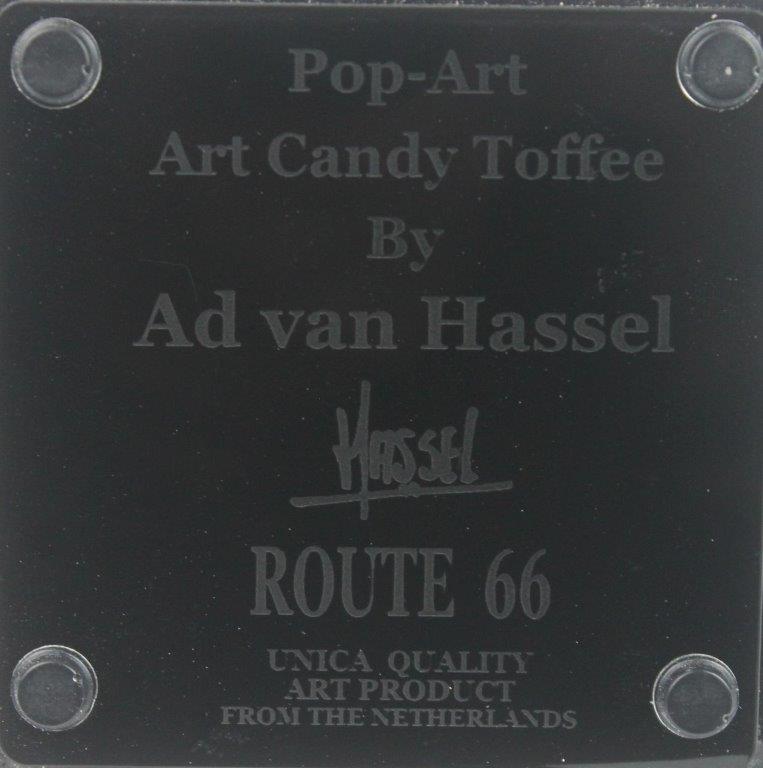 Pop-Art
Art Candy Toffee
By
Ad van Hassel
HASSEL
ROUTE 66
UNICA QUALITY
ART PRODUCT
FROM THE NETHERLANDS